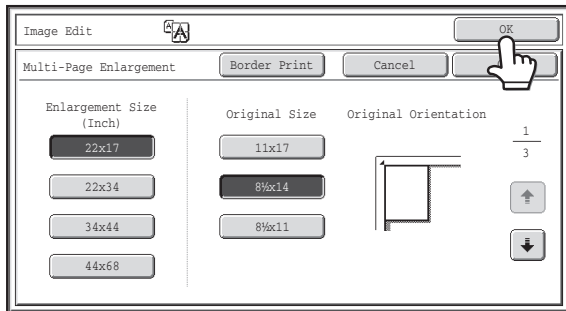 Image Edit
OK
Multi-Page Enlargement
Border Print
Cancel
Enlargement Size
(Inch)
22x17
22x34
34x44
44x68
Original Size
11x17
8½x14
8½x11
Original Orientation
1
3